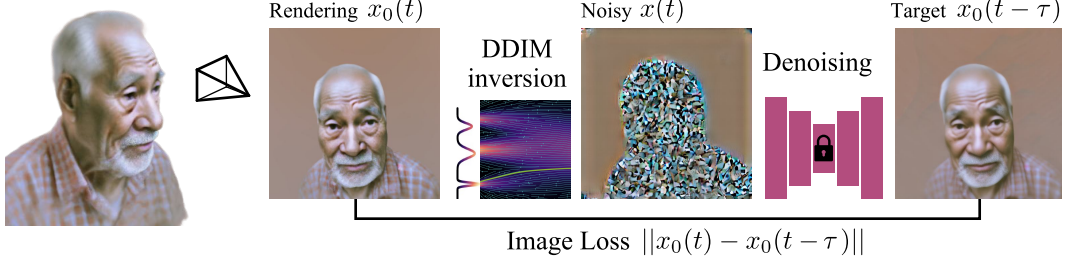 Rendering x₀(t)
DDIM
inversion
Noisy x(t)
Denoising
Target x₀(t − τ)
Image Loss ||x₀(t) − x₀(t − τ)||